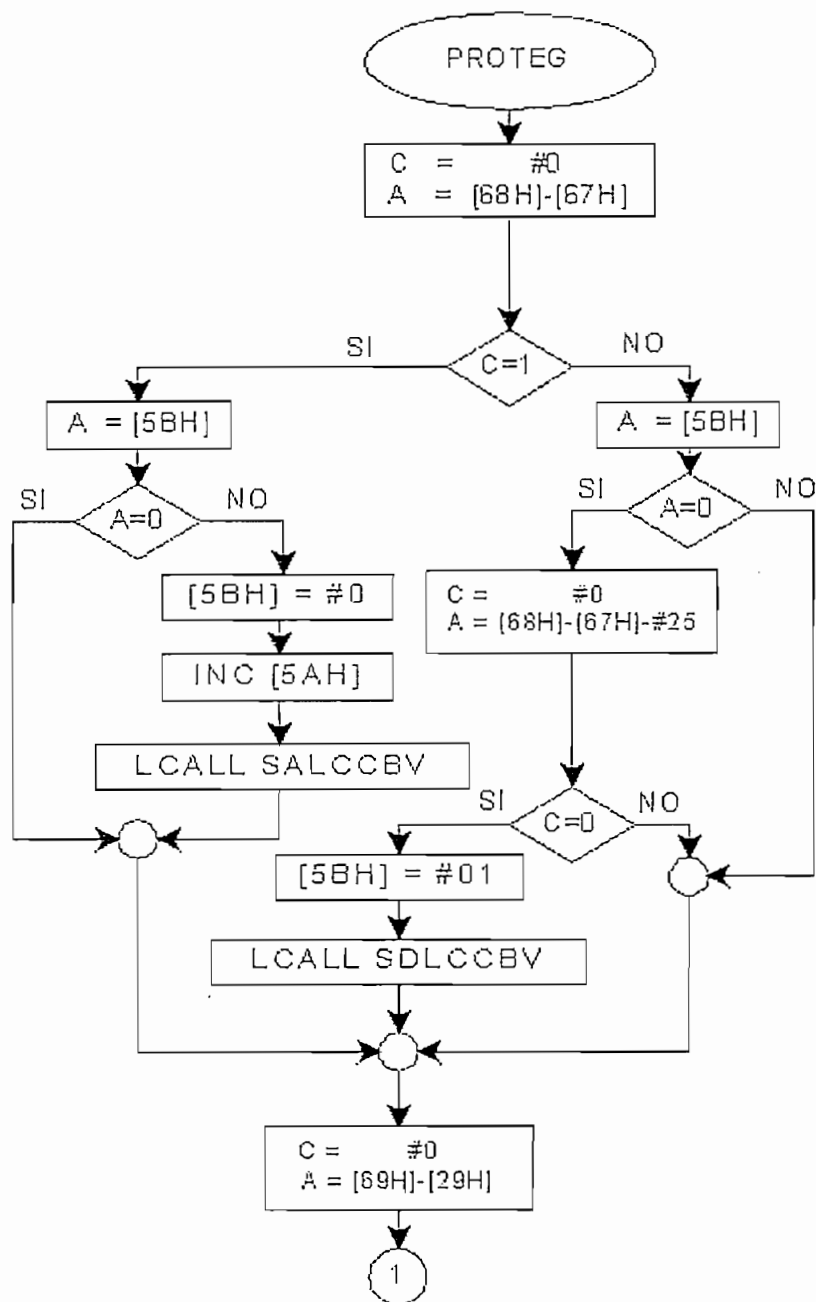 PROTEG
C = #0
A = [68H]-[67H]
SI
C=1
NO
A = [5BH]
A = [5BH]
SI
A=0
NO
SI
A=0
NO
[5BH] = #0
C = #0
A = [68H]-[67H]-#25
INC [5AH]
LCALL SALCCBV
SI
C=0
NO
[5BH] = #01
LCALL SDLCCBV
C = #0
A = [69H]-[29H]
1